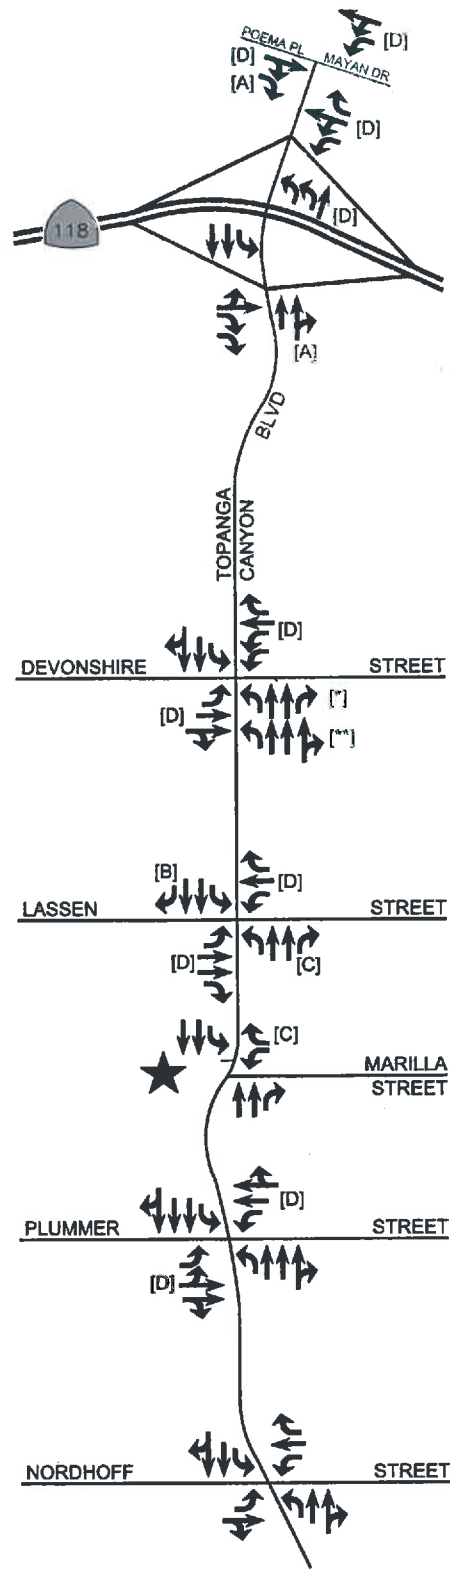 [D]
POEMA PL MAYAN DR
[D]
[A]
[D]
[D]
118
[A]
BLVD
TOPANGA
CANYON
[D]
DEVONSHIRE STREET
[D] [*]
[**]
[B] [D]
LASSEN STREET
[D] [C]
[C]
MARILLA
STREET
[D]
PLUMMER STREET
[D]
NORDHOFF STREET